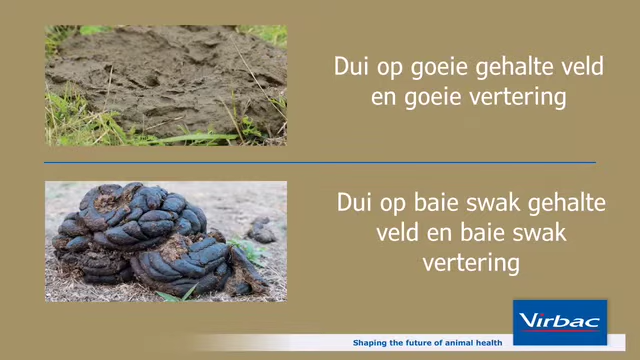 Dui op goeie gehalte veld
en goeie vertering
Dui op baie swak gehalte
veld en baie swak
vertering
Virbac
Shaping the future of animal health